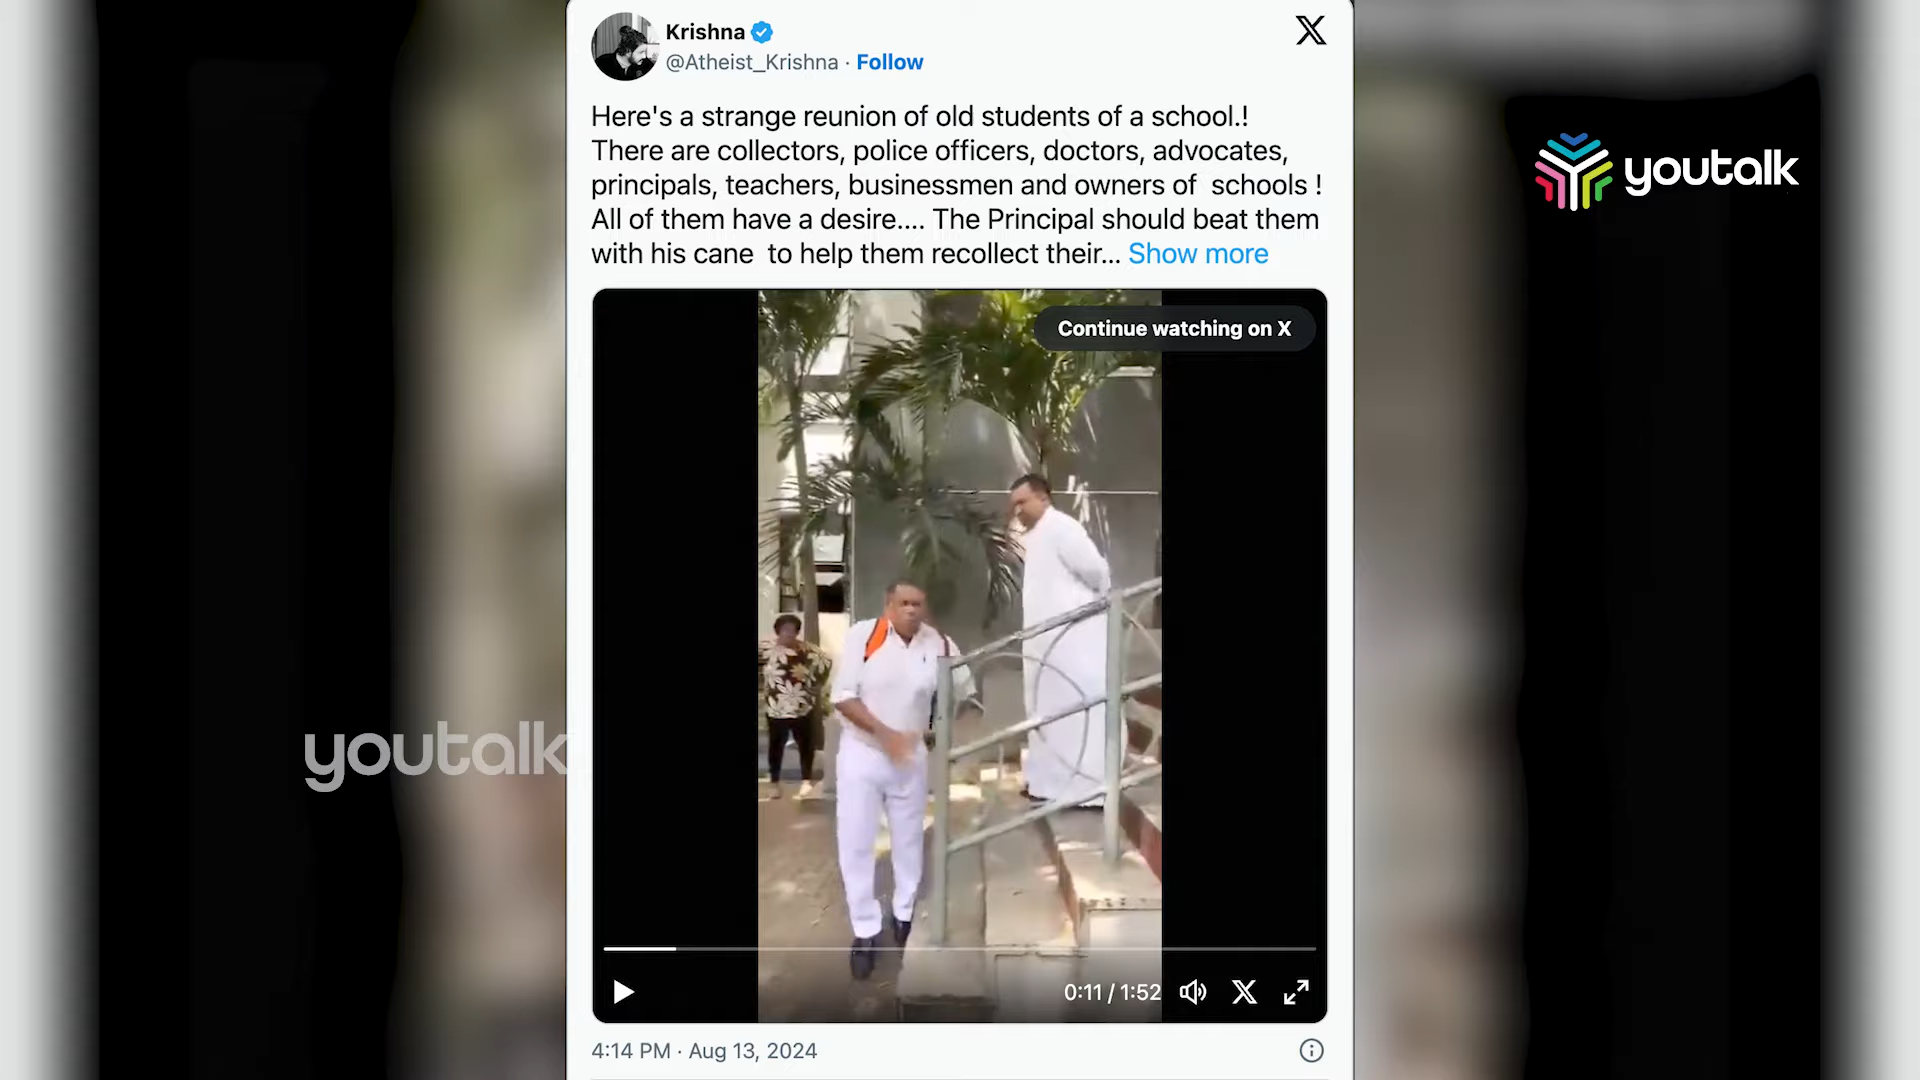 Krishna
@Atheist_Krishna · Follow
Here's a strange reunion of old students of a school.!
There are collectors, police officers, doctors, advocates,
principals, teachers, businessmen and owners of schools !
All of them have a desire.... The Principal should beat them
with his cane to help them recollect their... Show more
Continue watching on X
youtalk
youtalk
0:11 / 1:52
4:14 PM · Aug 13, 2024